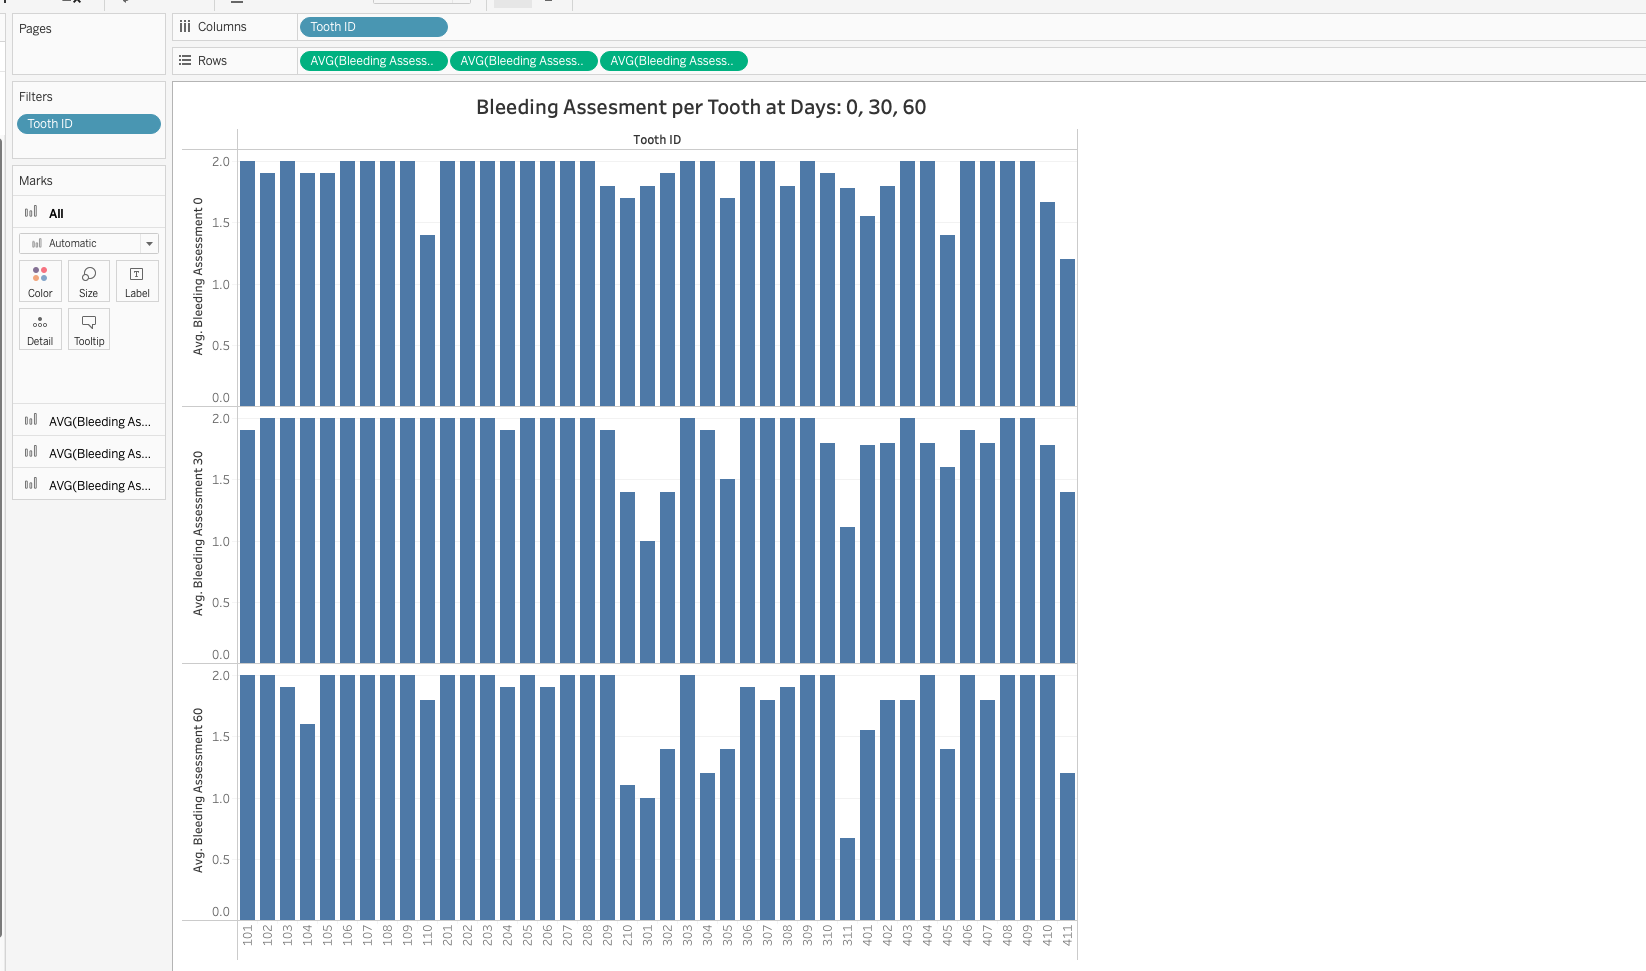 Pages
Columns
Tooth ID
Rows
AVG(Bleeding Assess..
AVG(Bleeding Assess..
AVG(Bleeding Assess..
Filters
Tooth ID
Marks
All
Automatic
Color
Size
Label
Detail
Tooltip
AVG(Bleeding As...
AVG(Bleeding As...
AVG(Bleeding As...
Bleeding Assesment per Tooth at Days: 0, 30, 60
Tooth ID
Avg. Bleeding Assessment 0
2.0
1.5
1.0
0.5
0.0
Avg. Bleeding Assessment 30
2.0
1.5
1.0
0.5
0.0
Avg. Bleeding Assessment 60
2.0
1.5
1.0
0.5
0.0
101 102 103 104 105 106 107 108 109 110 201 202 203 204 205 206 207 208 209 210 301 302 303 304 305 306 307 308 309 310 311 401 402 403 404 405 406 407 408 409 410 411